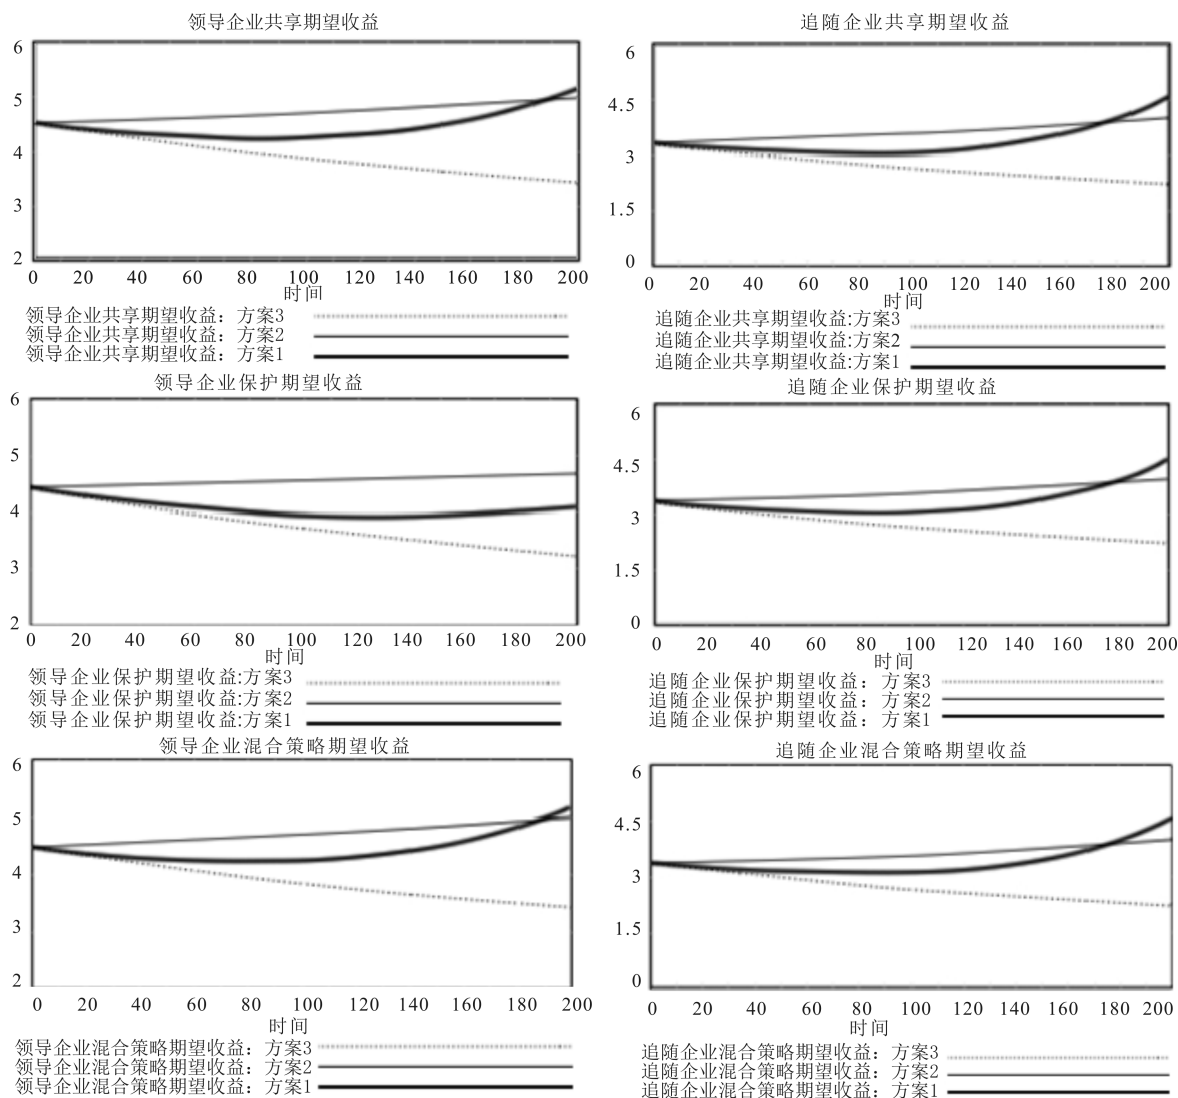 领导企业共享期望收益
6
5
4
3
2
0 20 40 60 80 100 120 140 160 180 200
时间
领导企业共享期望收益：方案3
领导企业共享期望收益：方案2
领导企业共享期望收益：方案1
追随企业共享期望收益
6
4.5
3
1.5
0
0 20 40 60 80 100 120 140 160 180 200
时间
追随企业共享期望收益:方案3
追随企业共享期望收益:方案2
追随企业共享期望收益:方案1
领导企业保护期望收益
6
5
4
3
2
0 20 40 60 80 100 120 140 160 180 200
时间
领导企业保护期望收益:方案3
领导企业保护期望收益:方案2
领导企业保护期望收益:方案1
追随企业保护期望收益
6
4.5
3
1.5
0
0 20 40 60 80 100 120 140 160 180 200
时间
追随企业保护期望收益：方案3
追随企业保护期望收益：方案2
追随企业保护期望收益：方案1
领导企业混合策略期望收益
6
5
4
3
2
0 20 40 60 80 100 120 140 160 180 200
时间
领导企业混合策略期望收益：方案3
领导企业混合策略期望收益：方案2
领导企业混合策略期望收益：方案1
追随企业混合策略期望收益
6
4.5
3
1.5
0
0 20 40 60 80 100 120 140 160 180 200
时间
追随企业混合策略期望收益：方案3
追随企业混合策略期望收益：方案2
追随企业混合策略期望收益：方案1